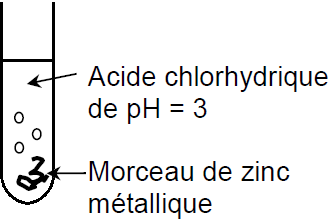 Acide chlorhydrique
de pH = 3
Morceau de zinc
métallique